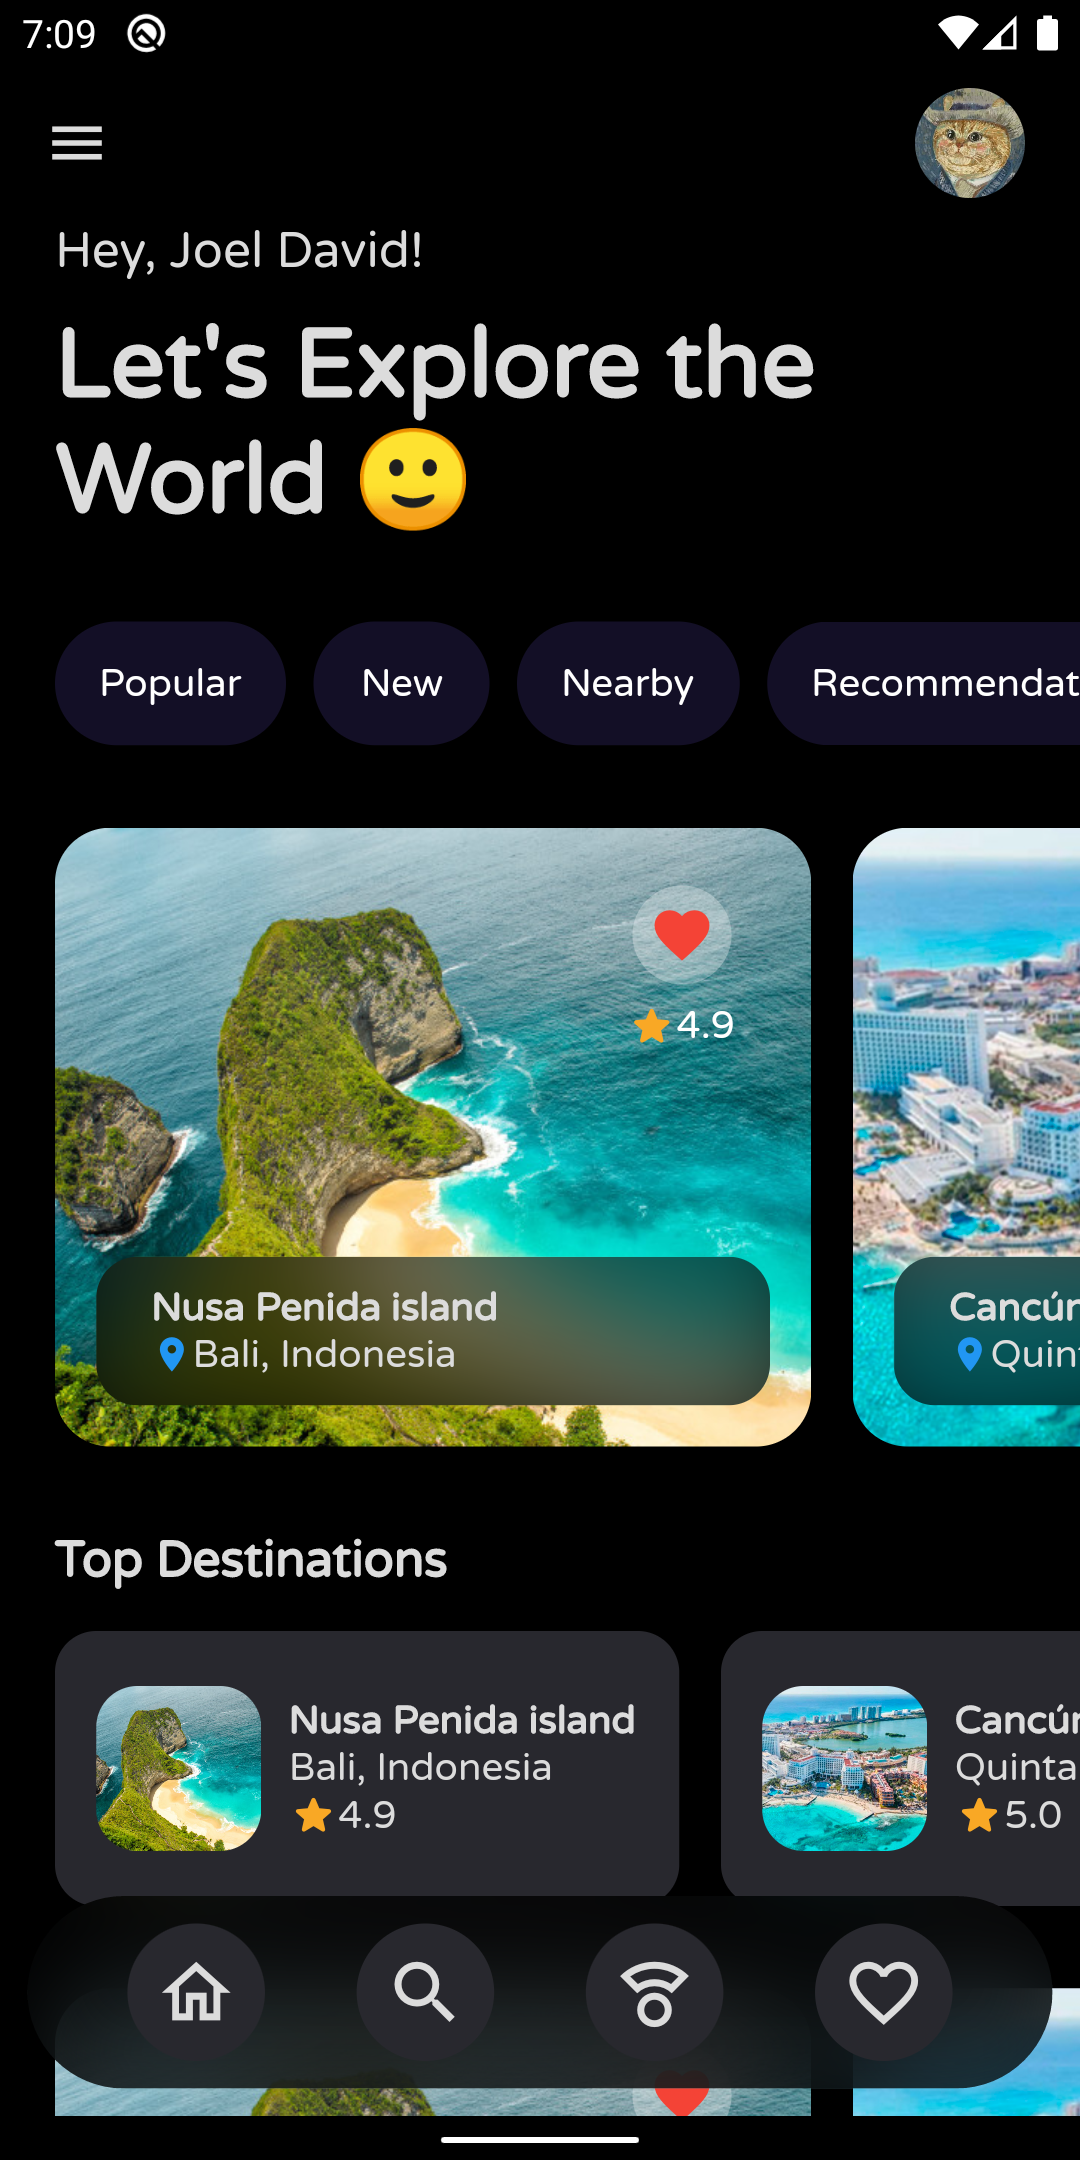 7:09
Hey, Joel David!
Let's Explore the
World 🙂
Popular
New
Nearby
Recommendat
4.9
Nusa Penida island
Bali, Indonesia
Cancún
Quint
Top Destinations
Nusa Penida island
Bali, Indonesia
4.9
Cancún
Quinta
5.0